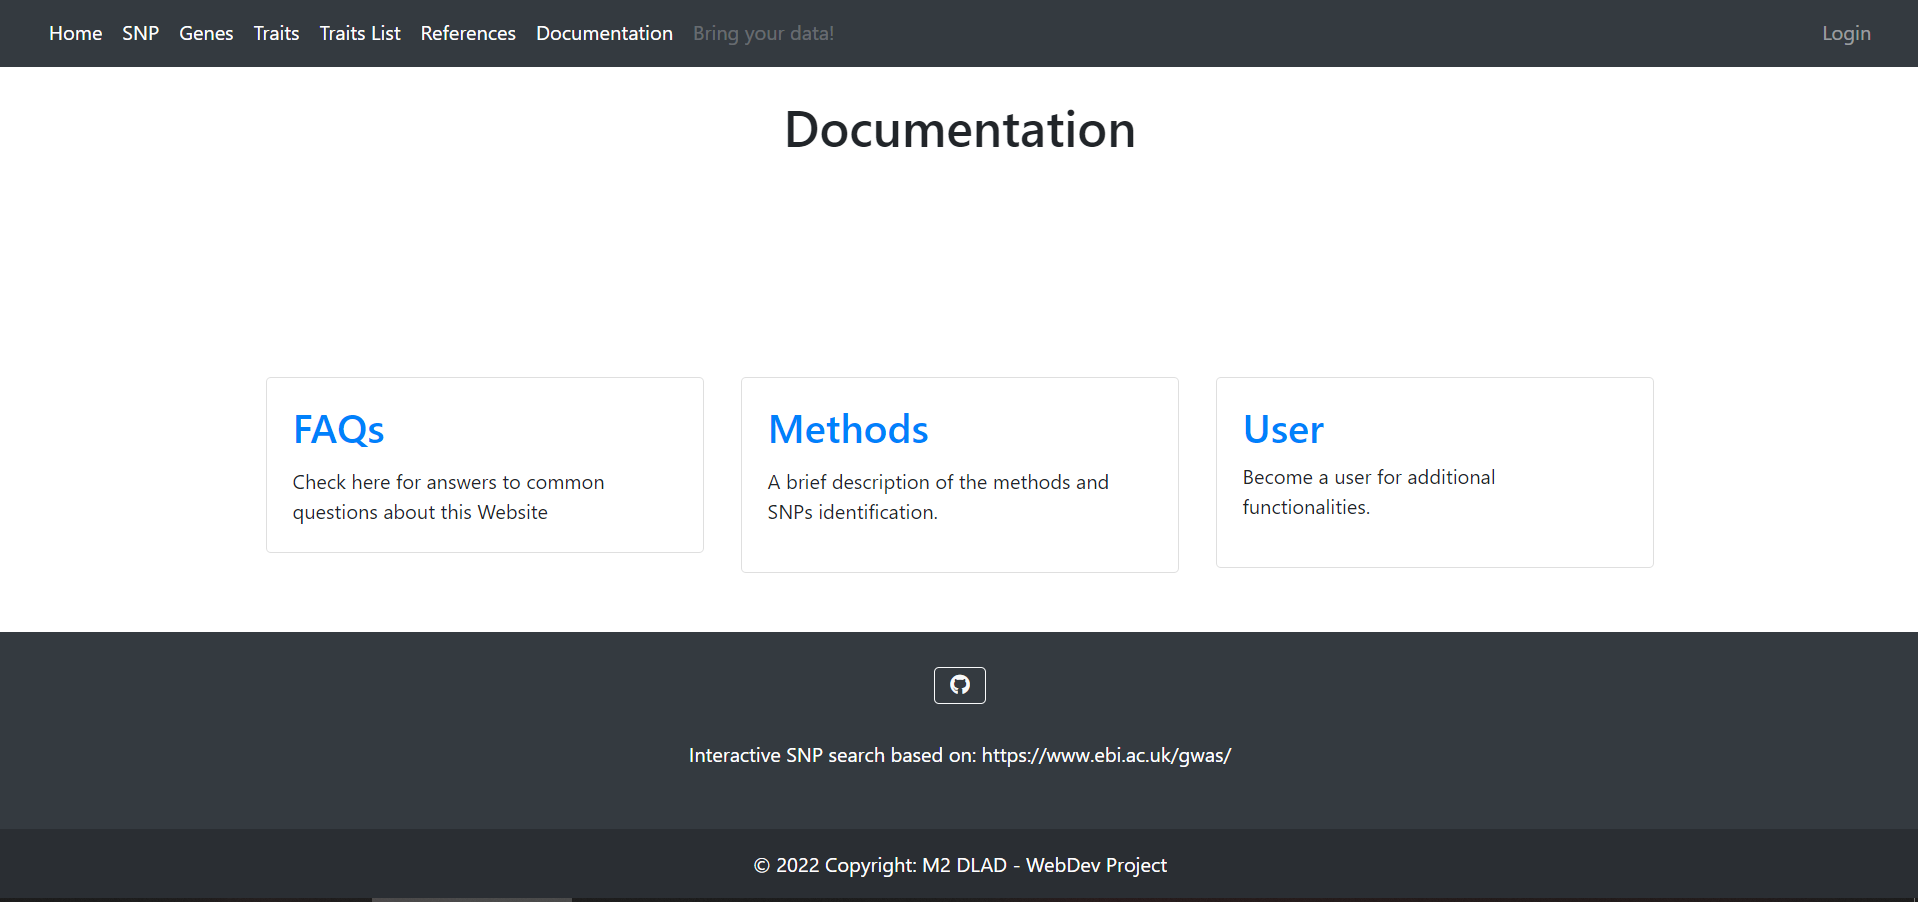 Home SNP Genes Traits Traits List References Documentation Bring your data! Login
Documentation
FAQs
Check here for answers to common
questions about this Website
Methods
A brief description of the methods and
SNPs identification.
User
Become a user for additional
functionalities.
Interactive SNP search based on: https://www.ebi.ac.uk/gwas/
© 2022 Copyright: M2 DLAD - WebDev Project